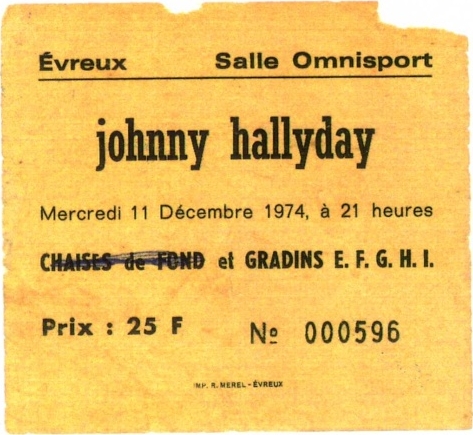 Évreux Salle Omnisport
johnny hallyday
Mercredi 11 Décembre 1974, à 21 heures
CHAISES de FOND et GRADINS E. F. G. H. I.
Prix : 25 F Nº 000596
IMP. R. MEREL - ÉVREUX